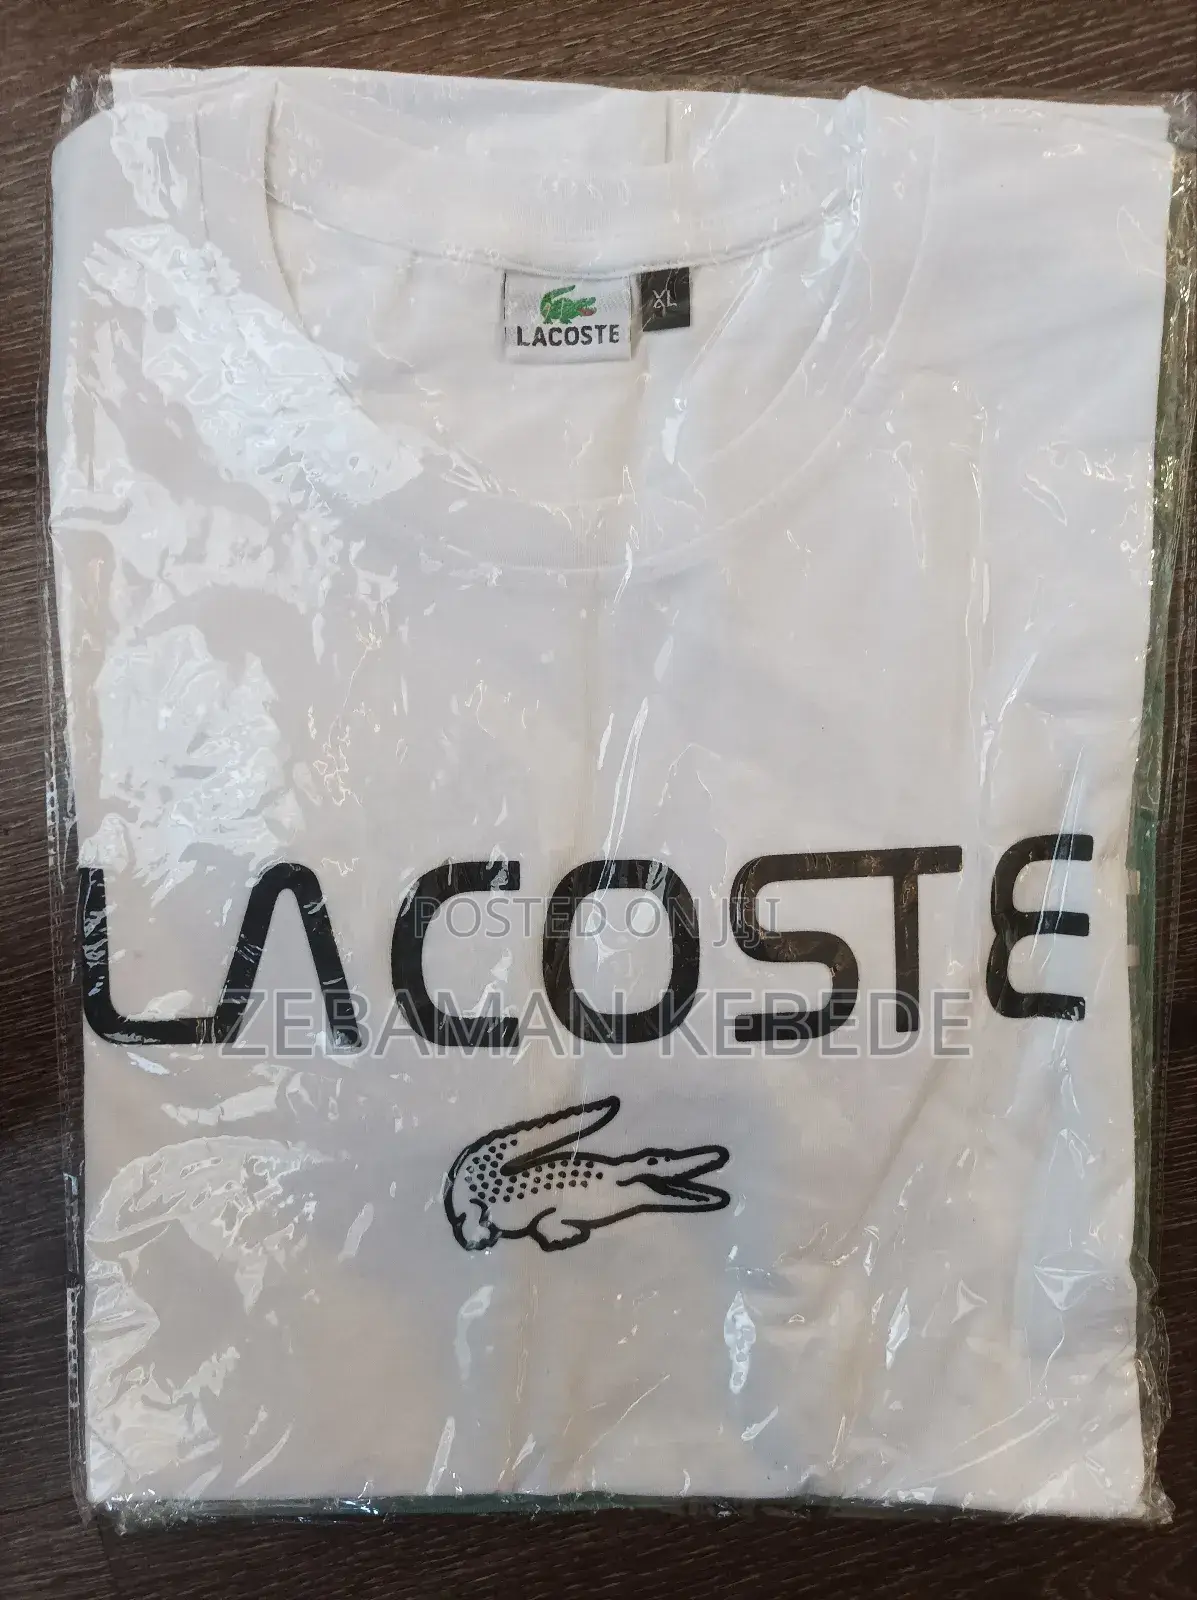 LACOSTE
XL
LACOSTE
POSTED ON JIJI
ZEBAMAN KEBEDE